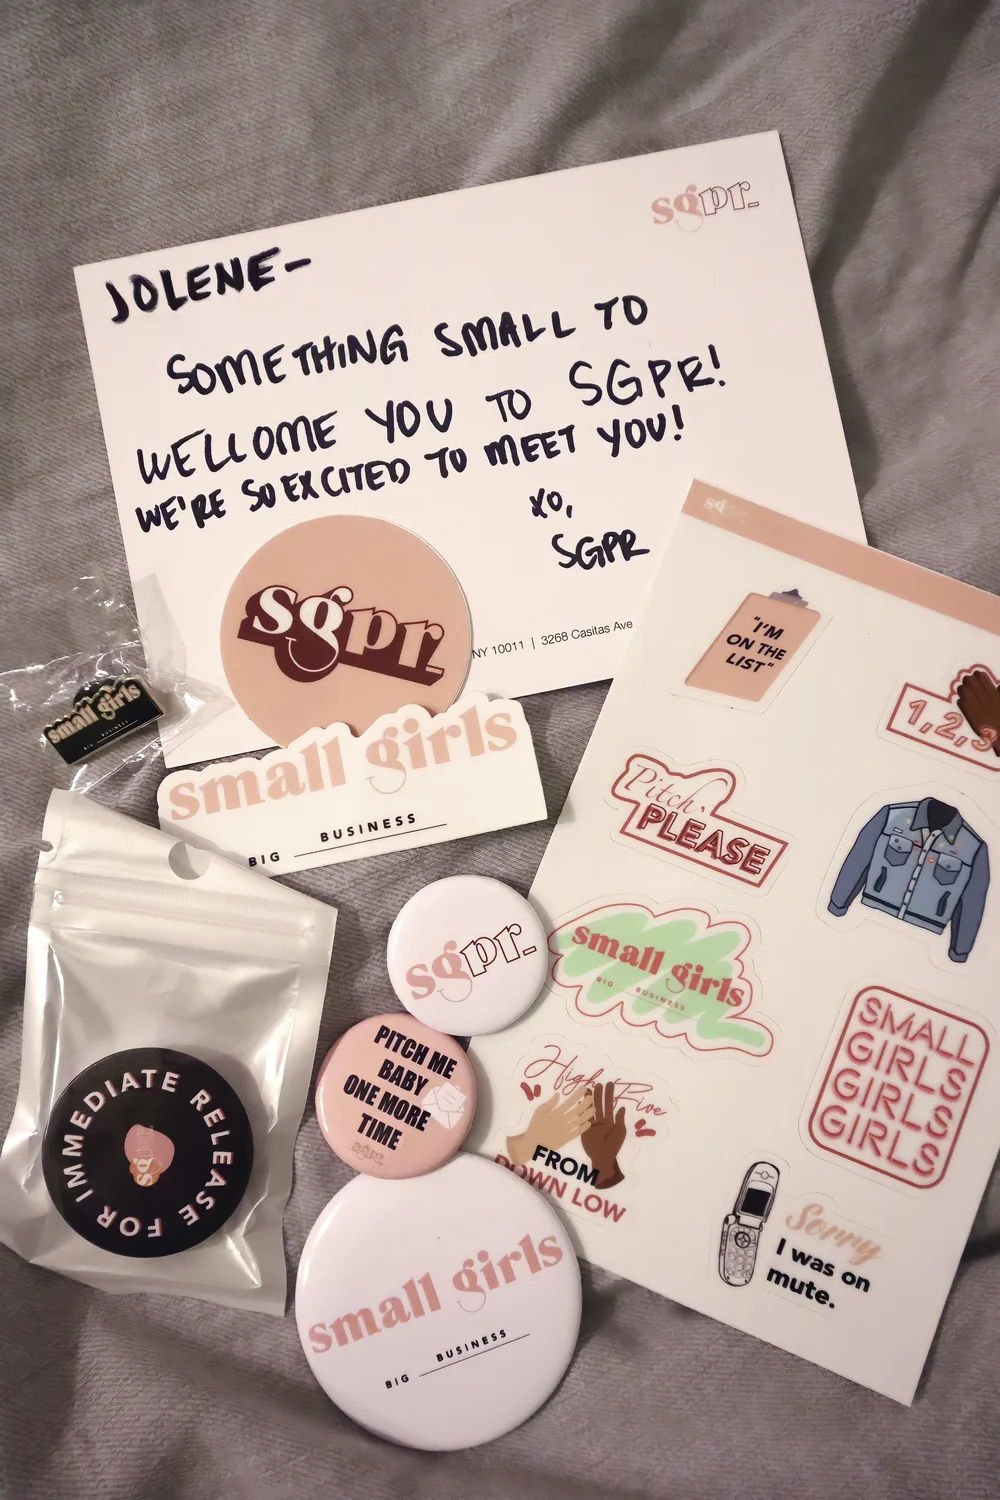 sgpr.
JOLENE-
SOMETHING SMALL TO
WELCOME YOU TO SGPR!
WE'RE SO EXCITED TO MEET YOU!
XO,
SGPR
NY 10011 | 3268 Casitas Ave
sgpr.
small girls
BIG BUSINESS
small girls
BIG BUSINESS
IMMEDIATE RELEASE FOR
sgpr.
PITCH ME
BABY
ONE MORE
TIME
sgpr.
small girls
BIG BUSINESS
"I'M
ON THE
LIST"
1,2,3
Pitch,
PLEASE
small girls
BIG BUSINESS
SMALL
GIRLS
GIRLS
GIRLS
High Five
FROM
DOWN LOW
Sorry
I was on
mute.